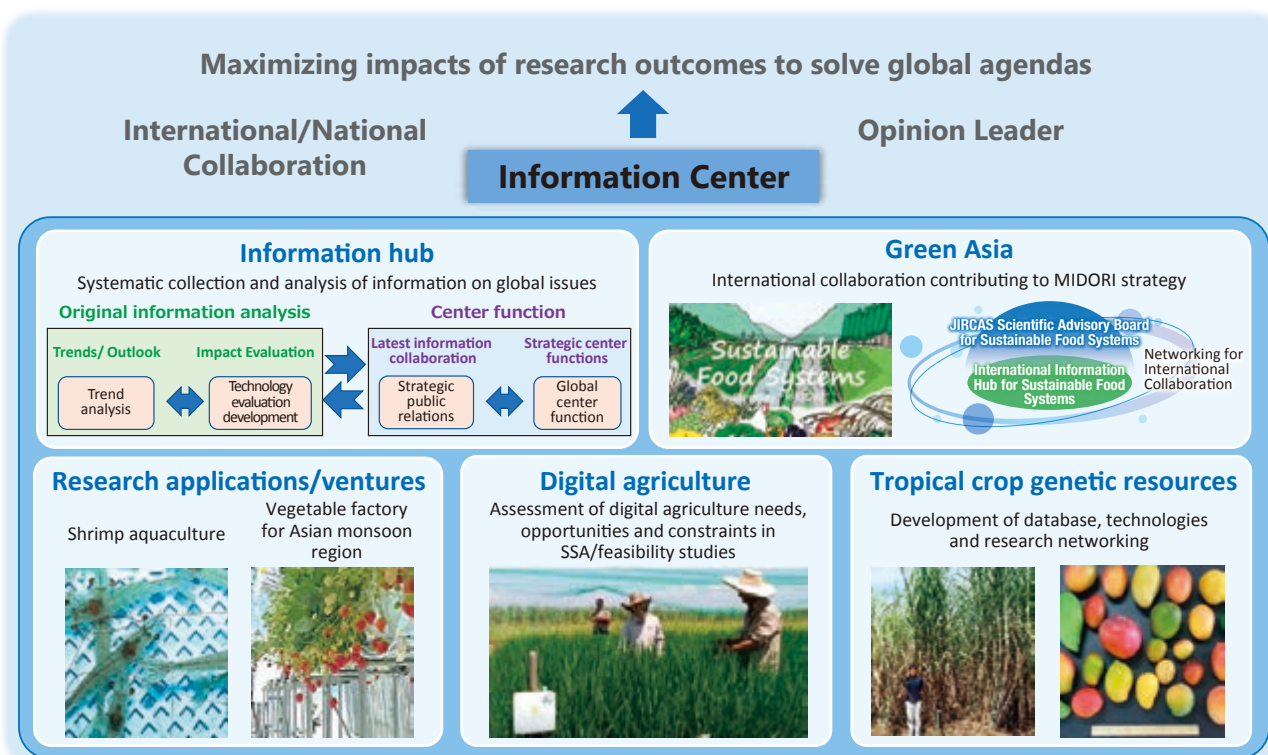 Maximizing impacts of research outcomes to solve global agendas
International/National
Collaboration
Opinion Leader
Information Center
Information hub
Systematic collection and analysis of information on global issues
Original information analysis
Center function
Trends/ Outlook
Impact Evaluation
Latest information
collaboration
Strategic center
functions
Trend
analysis
Technology
evaluation
development
Strategic
public
relations
Global
center
function
Green Asia
International collaboration contributing to MIDORI strategy
Sustainable
Food Systems
JIRCAS Scientific Advisory Board
for Sustainable Food Systems
International Information
Hub for Sustainable Food
Systems
Networking for
International
Collaboration
Research applications/ventures
Shrimp aquaculture
Vegetable factory
for Asian monsoon
region
Digital agriculture
Assessment of digital agriculture needs,
opportunities and constraints in
SSA/feasibility studies
Tropical crop genetic resources
Development of database, technologies
and research networking